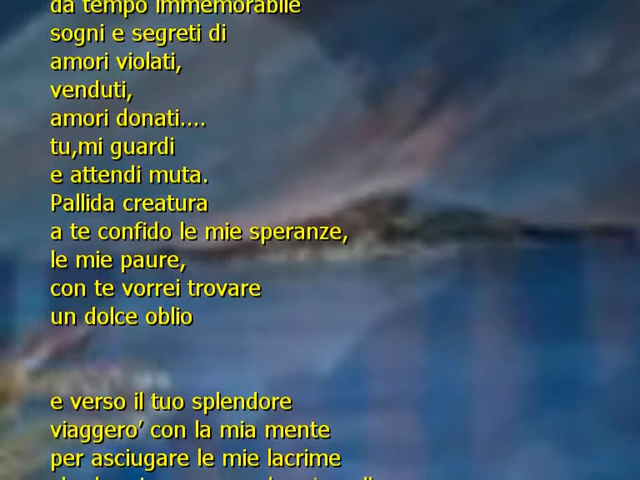 da tempo immemorabile
sogni e segreti di
amori violati,
venduti,
amori donati....
tu,mi guardi
e attendi muta.
Pallida creatura
a te confido le mie speranze,
le mie paure,
con te vorrei trovare
un dolce oblio
e verso il tuo splendore
viaggero' con la mia mente
per asciugare le mie lacrime